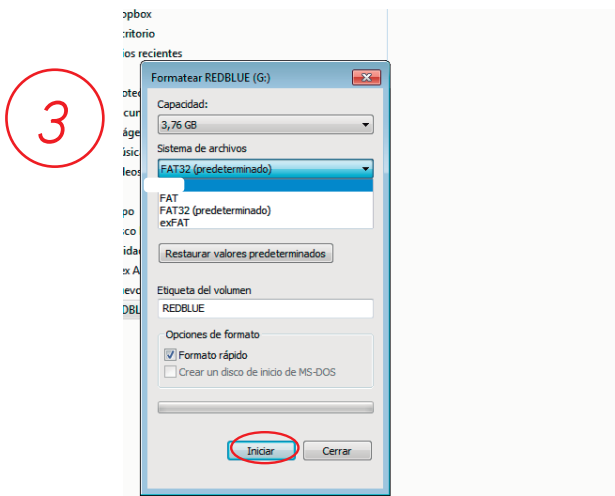 opbox
critorio
ios recientes
Formatear REDBLUE (G:)
3
Capacidad:
3,76 GB
Sistema de archivos
FAT32 (predeterminado)
FAT
FAT32 (predeterminado)
exFAT
Restaurar valores predeterminados
Etiqueta del volumen
REDBLUE
Opciones de formato
Formato rápido
Crear un disco de inicio de MS-DOS
Iniciar
Cerrar